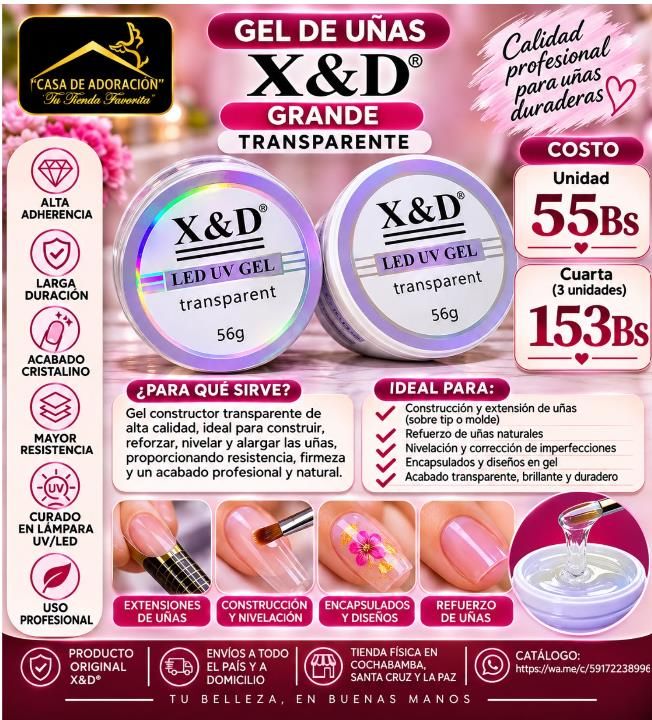 "CASA DE ADORACIÓN"
"Tu Tienda Favorita"
GEL DE UÑAS
X&D®
GRANDE
TRANSPARENTE
Calidad
profesional
para uñas
duraderas
ALTA
ADHERENCIA
LARGA
DURACIÓN
ACABADO
CRISTALINO
MAYOR
RESISTENCIA
UV
CURADO
EN LÁMPARA
UV/LED
USO
PROFESIONAL
X&D®
LED UV GEL
transparent
56g
X&D®
LED UV GEL
transparent
56g
COSTO
Unidad
55Bs
Cuarta
(3 unidades)
153Bs
¿PARA QUÉ SIRVE?
Gel constructor transparente de
alta calidad, ideal para construir,
reforzar, nivelar y alargar las uñas,
proporcionando resistencia, firmeza
y un acabado profesional y natural.
IDEAL PARA:
Construcción y extensión de uñas
(sobre tip o molde)
Refuerzo de uñas naturales
Nivelación y corrección de imperfecciones
Encapsulados y diseños en gel
Acabado transparente, brillante y duradero
EXTENSIONES
DE UÑAS
CONSTRUCCIÓN
Y NIVELACIÓN
ENCAPSULADOS
Y DISEÑOS
REFUERZO
DE UÑAS
PRODUCTO
ORIGINAL
X&D®
ENVÍOS A TODO
EL PAÍS Y A
DOMICILIO
TIENDA FÍSICA EN
COCHABAMBA,
SANTA CRUZ Y LA PAZ
CATÁLOGO:
https://wa.me/c/59172238996
TU BELLEZA, EN BUENAS MANOS